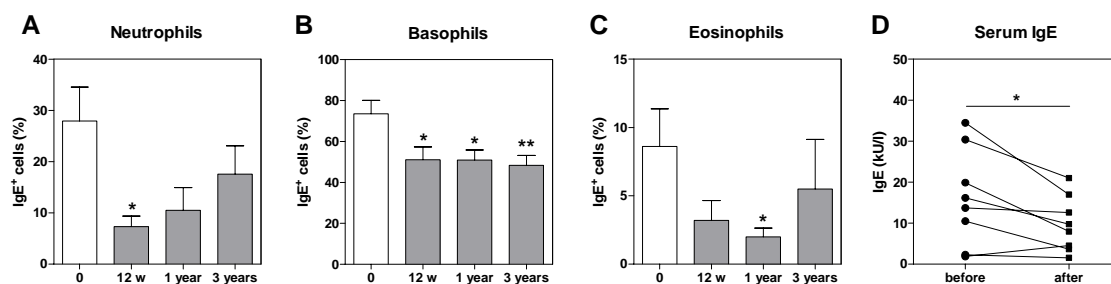 A
Neutrophils
IgE⁺ cells (%)
40
30
20
10
0
*
0 12 w 1 year 3 years
B
Basophils
IgE⁺ cells (%)
100
80
60
40
20
0
* * **
0 12 w 1 year 3 years
C
Eosinophils
IgE⁺ cells (%)
15
10
5
0
*
0 12 w 1 year 3 years
D
Serum IgE
IgE (kU/l)
50
40
30
20
10
0
*
before after